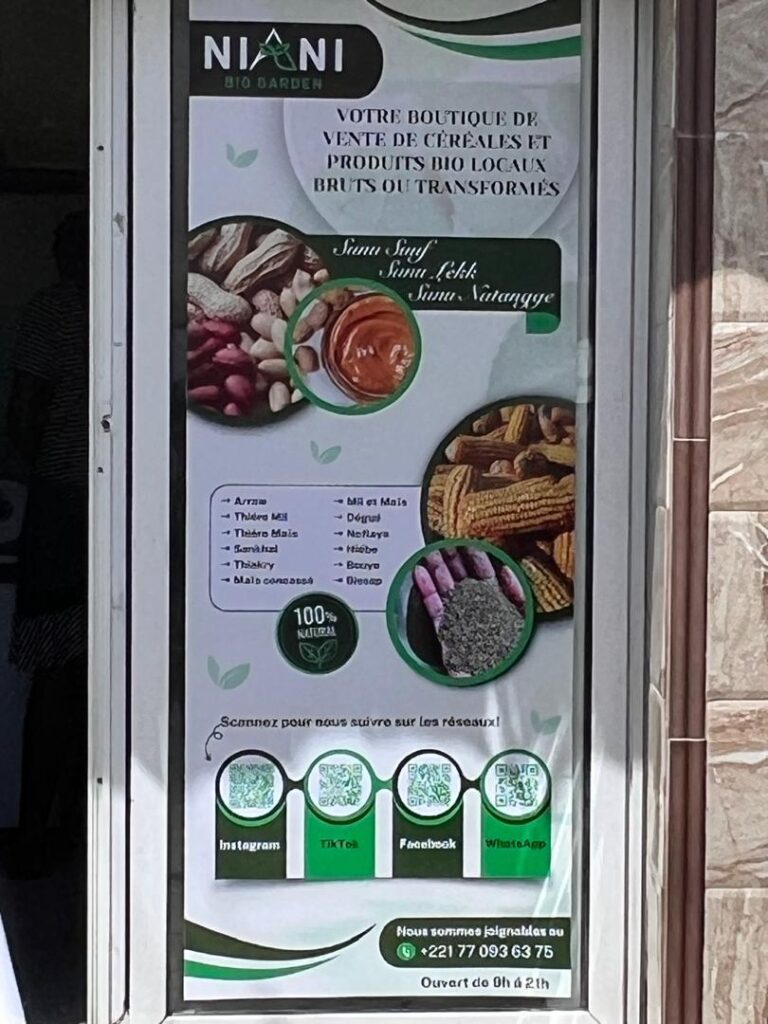 NIANI
BIO GARDEN
VOTRE BOUTIQUE DE
VENTE DE CÉRÉALES ET
PRODUITS BIO LOCAUX
BRUTS OU TRANSFORMÉS
Sunu Suuf
Sunu Lekk
Sunu Natangge
→ Arraw
→ Thiéré Mil
→ Thiéré Maïs
→ Sankhal
→ Thiakry
→ Maïs concassé
→ Mil et Maïs
→ Dégué
→ Neflaye
→ Niébé
→ Bouye
→ Bissap
100%
NATURAL
Scannez pour nous suivre sur les réseaux!
Instagram
TikTok
Facebook
WhatsApp
Nous sommes joignables au
+221 77 093 63 75
Ouvert de 9h à 21h